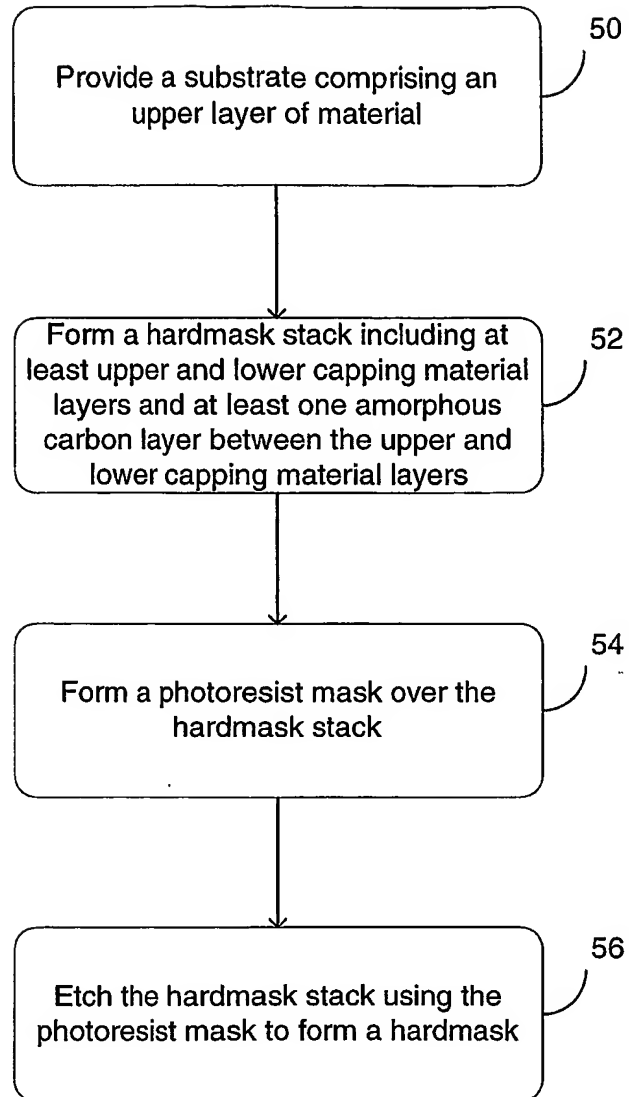 50
Provide a substrate comprising an
upper layer of material
52
Form a hardmask stack including at
least upper and lower capping material
layers and at least one amorphous
carbon layer between the upper and
lower capping material layers
54
Form a photoresist mask over the
hardmask stack
56
Etch the hardmask stack using the
photoresist mask to form a hardmask